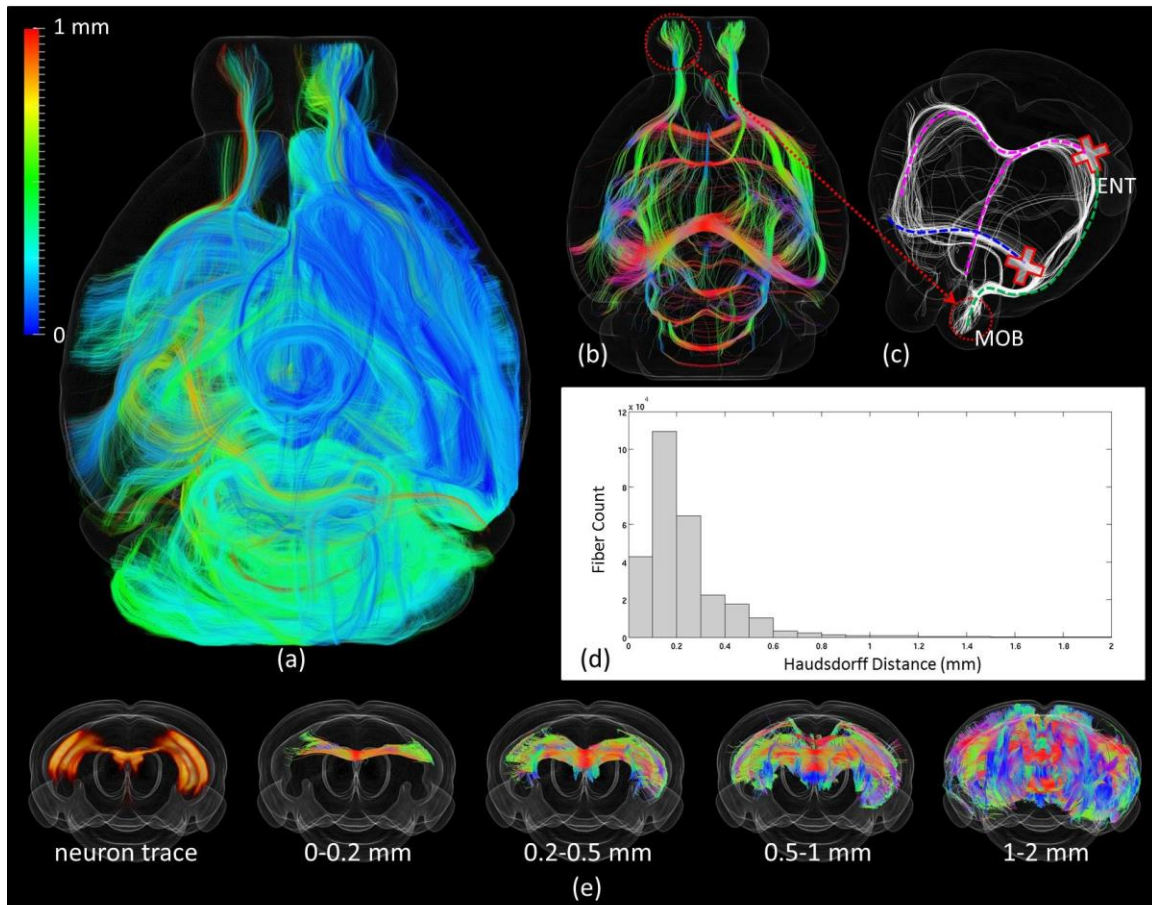 1 mm
0
(a)
(b)
(c)
ENT
MOB
x 10⁴
12
10
8
6
4
2
0
Fiber Count
0 0.2 0.4 0.6 0.8 1 1.2 1.4 1.6 1.8 2
(d)
Haudsdorff Distance (mm)
neuron trace 0-0.2 mm 0.2-0.5 mm 0.5-1 mm 1-2 mm
(e)